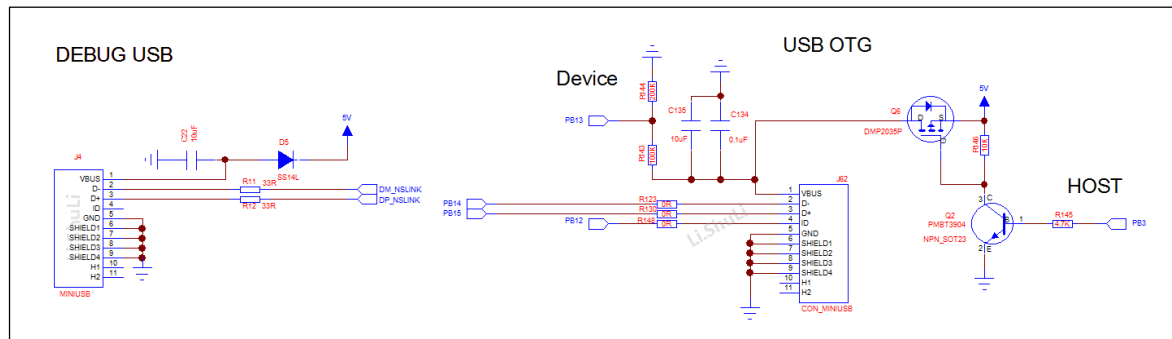 DEBUG USB
USB OTG
Device
HOST
J4
C22
10uF
D5
SS14L
5V
VBUS 1
D- 2
D+ 3
ID 4
GND 5
SHIELD1 6
SHIELD2 7
SHIELD3 8
SHIELD4 9
H1 10
H2 11
MINIUSB
R11 33R
R12 33R
DM_NSLINK
DP_NSLINK
R144
200K
PB13
R143
100K
C135
10uF
C134
0.1uF
Q6
D S
G
DMP2035P
5V
R146
10K
J62
1 VBUS
2 D-
3 D+
4 ID
5 GND
6 SHIELD1
7 SHIELD2
8 SHIELD3
9 SHIELD4
10 H1
11 H2
CON_MINIUSB
PB14
PB15
PB12
R123 0R
R130 0R
R148 0R
Li.ShuLi
Q2
PMBT3904
NPN_SOT23
3 C
B 1
2 E
R145
4.7K
PB3